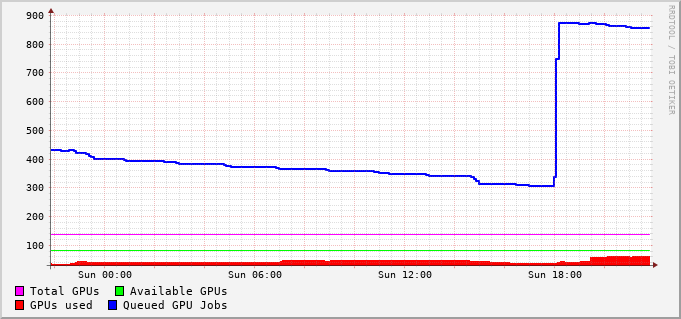 900
800
700
600
500
400
300
200
100
Sun 00:00 Sun 06:00 Sun 12:00 Sun 18:00
Total GPUs Available GPUs
GPUs used Queued GPU Jobs
RRDTOOL / TOBI OETIKER